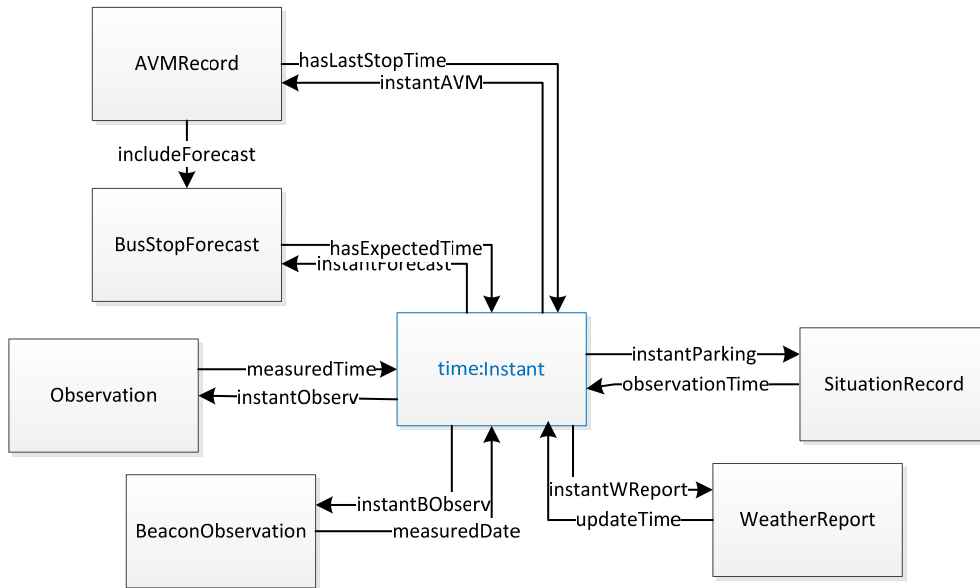 AVMRecord
hasLastStopTime
instantAVM
includeForecast
BusStopForecast
hasExpectedTime
instantForecast
time:Instant
measuredTime
instantObserv
Observation
instantParking
observationTime
SituationRecord
instantBObserv
measuredDate
BeaconObservation
instantWReport
updateTime
WeatherReport